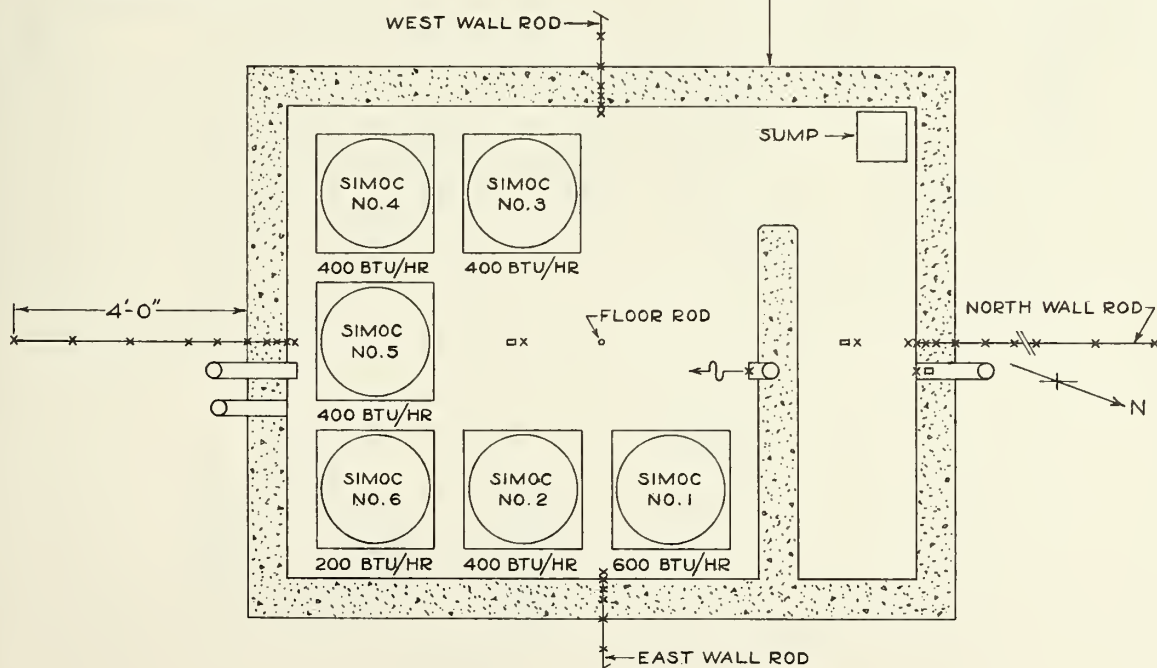 WEST WALL ROD
SUMP
SIMOC
NO.4
SIMOC
NO.3
400 BTU/HR
400 BTU/HR
4'-0"
FLOOR ROD
NORTH WALL ROD
SIMOC
NO.5
N
400 BTU/HR
SIMOC
NO.6
SIMOC
NO.2
SIMOC
NO.1
200 BTU/HR
400 BTU/HR
600 BTU/HR
EAST WALL ROD